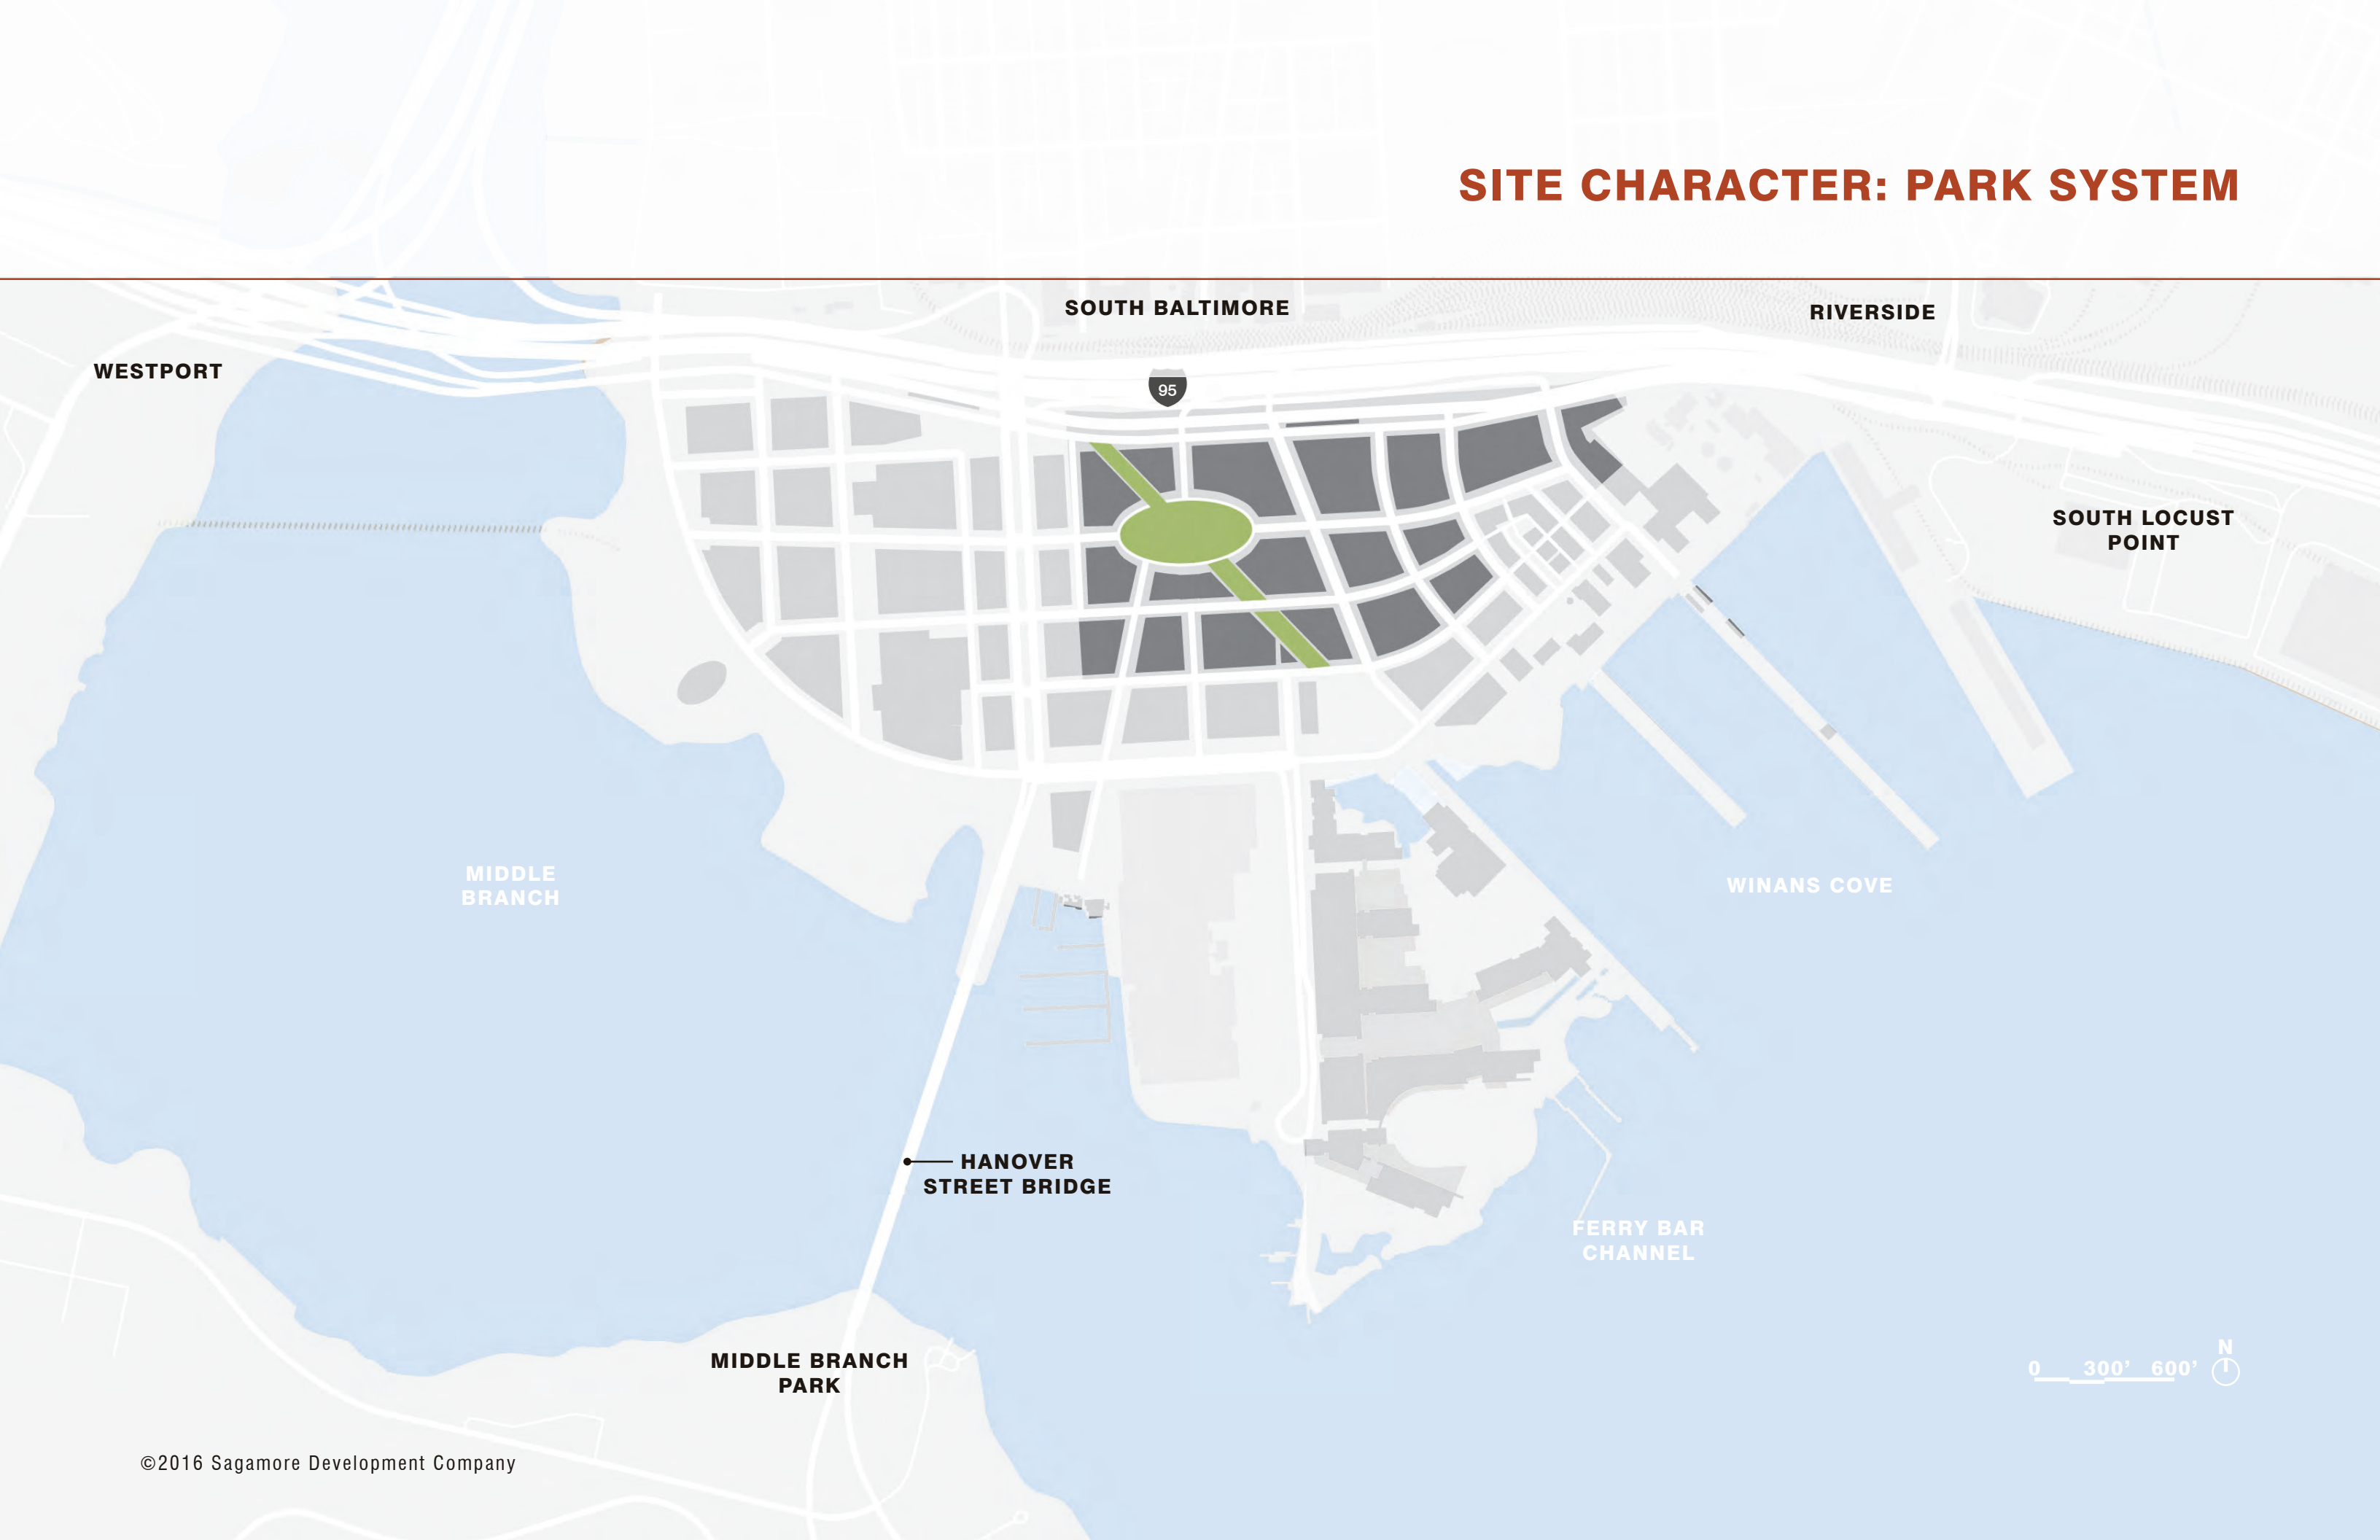 SITE CHARACTER: PARK SYSTEM
SOUTH BALTIMORE
RIVERSIDE
WESTPORT
95
SOUTH LOCUST
POINT
MIDDLE
BRANCH
WINANS COVE
HANOVER
STREET BRIDGE
FERRY BAR
CHANNEL
MIDDLE BRANCH
PARK
N
0 300’ 600’
©2016 Sagamore Development Company